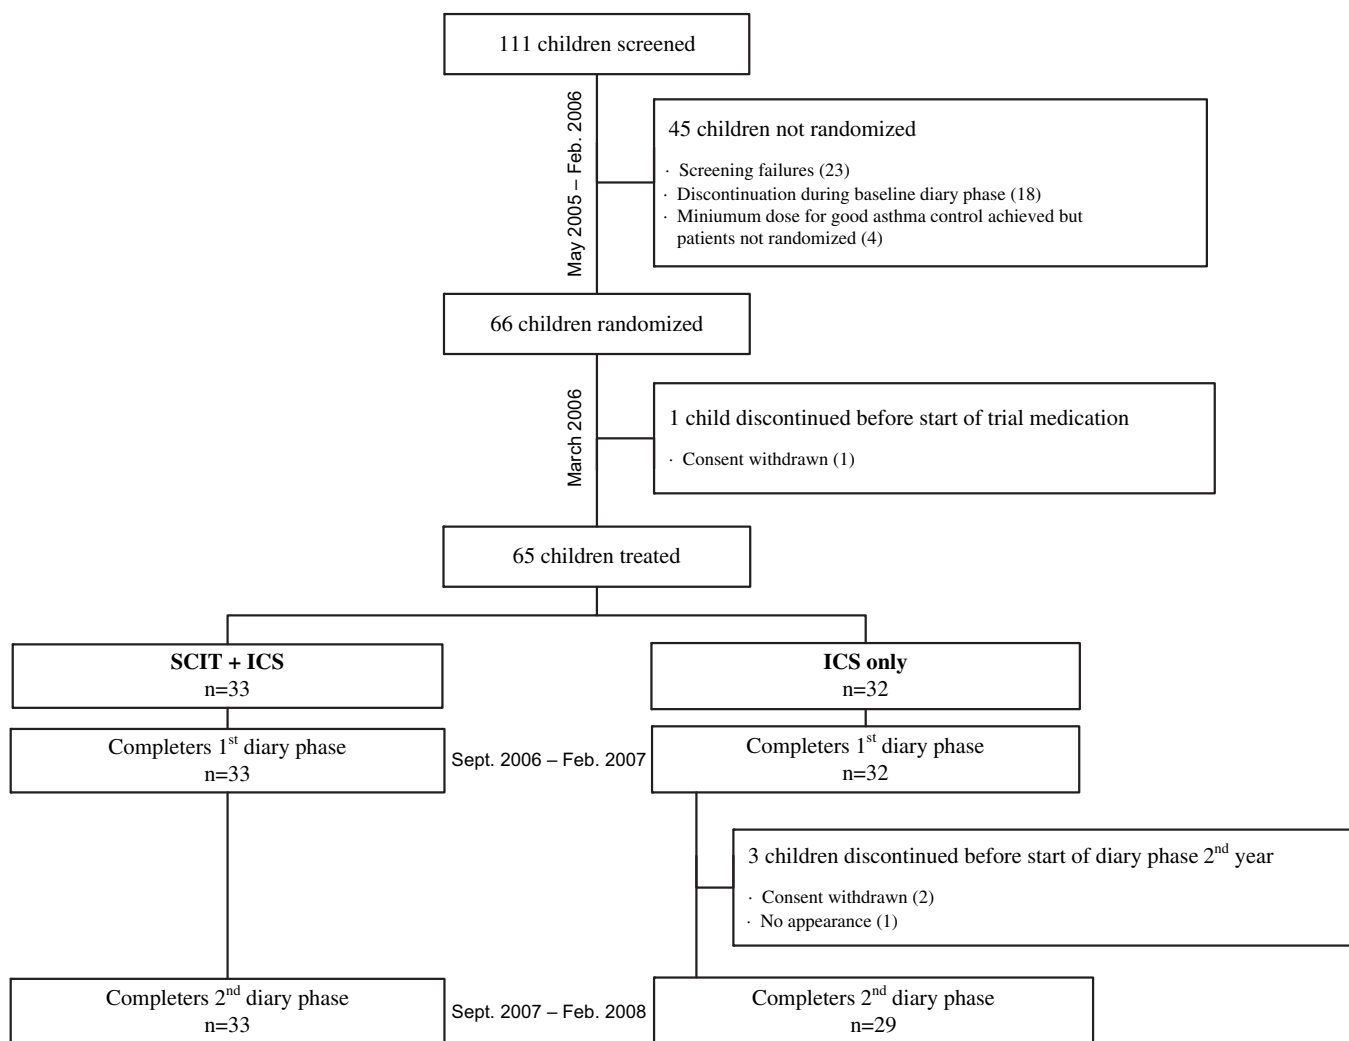 111 children screened
May 2005 – Feb. 2006
45 children not randomized
· Screening failures (23)
· Discontinuation during baseline diary phase (18)
· Miniumum dose for good asthma control achieved but
patients not randomized (4)
66 children randomized
March 2006
1 child discontinued before start of trial medication
· Consent withdrawn (1)
65 children treated
SCIT + ICS
n=33
ICS only
n=32
Completers 1st diary phase
n=33
Sept. 2006 – Feb. 2007
Completers 1st diary phase
n=32
3 children discontinued before start of diary phase 2nd year
· Consent withdrawn (2)
· No appearance (1)
Completers 2nd diary phase
n=33
Sept. 2007 – Feb. 2008
Completers 2nd diary phase
n=29